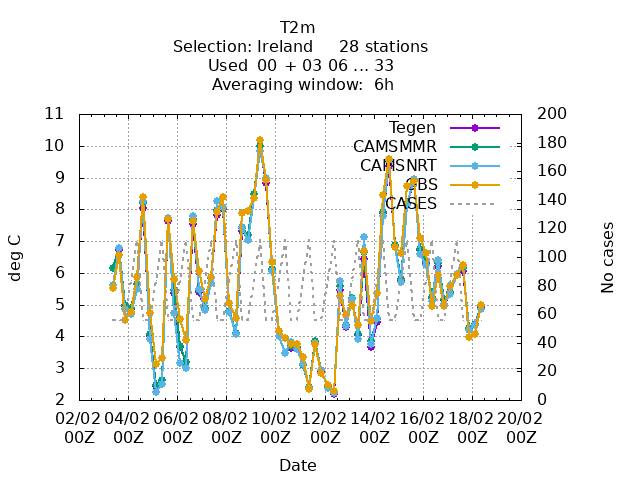 T2m
Selection: Ireland     28 stations
Used  00 + 03 06 ... 33
Averaging window:  6h
11
10
9
8
7
6
5
4
3
2
deg C
200
180
160
140
120
100
80
60
40
20
0
No cases
Tegen
CAMSMMR
CAMSNRT
OBS
CASES
02/02 04/02 06/02 08/02 10/02 12/02 14/02 16/02 18/02 20/02
00Z 00Z 00Z 00Z 00Z 00Z 00Z 00Z 00Z 00Z
Date